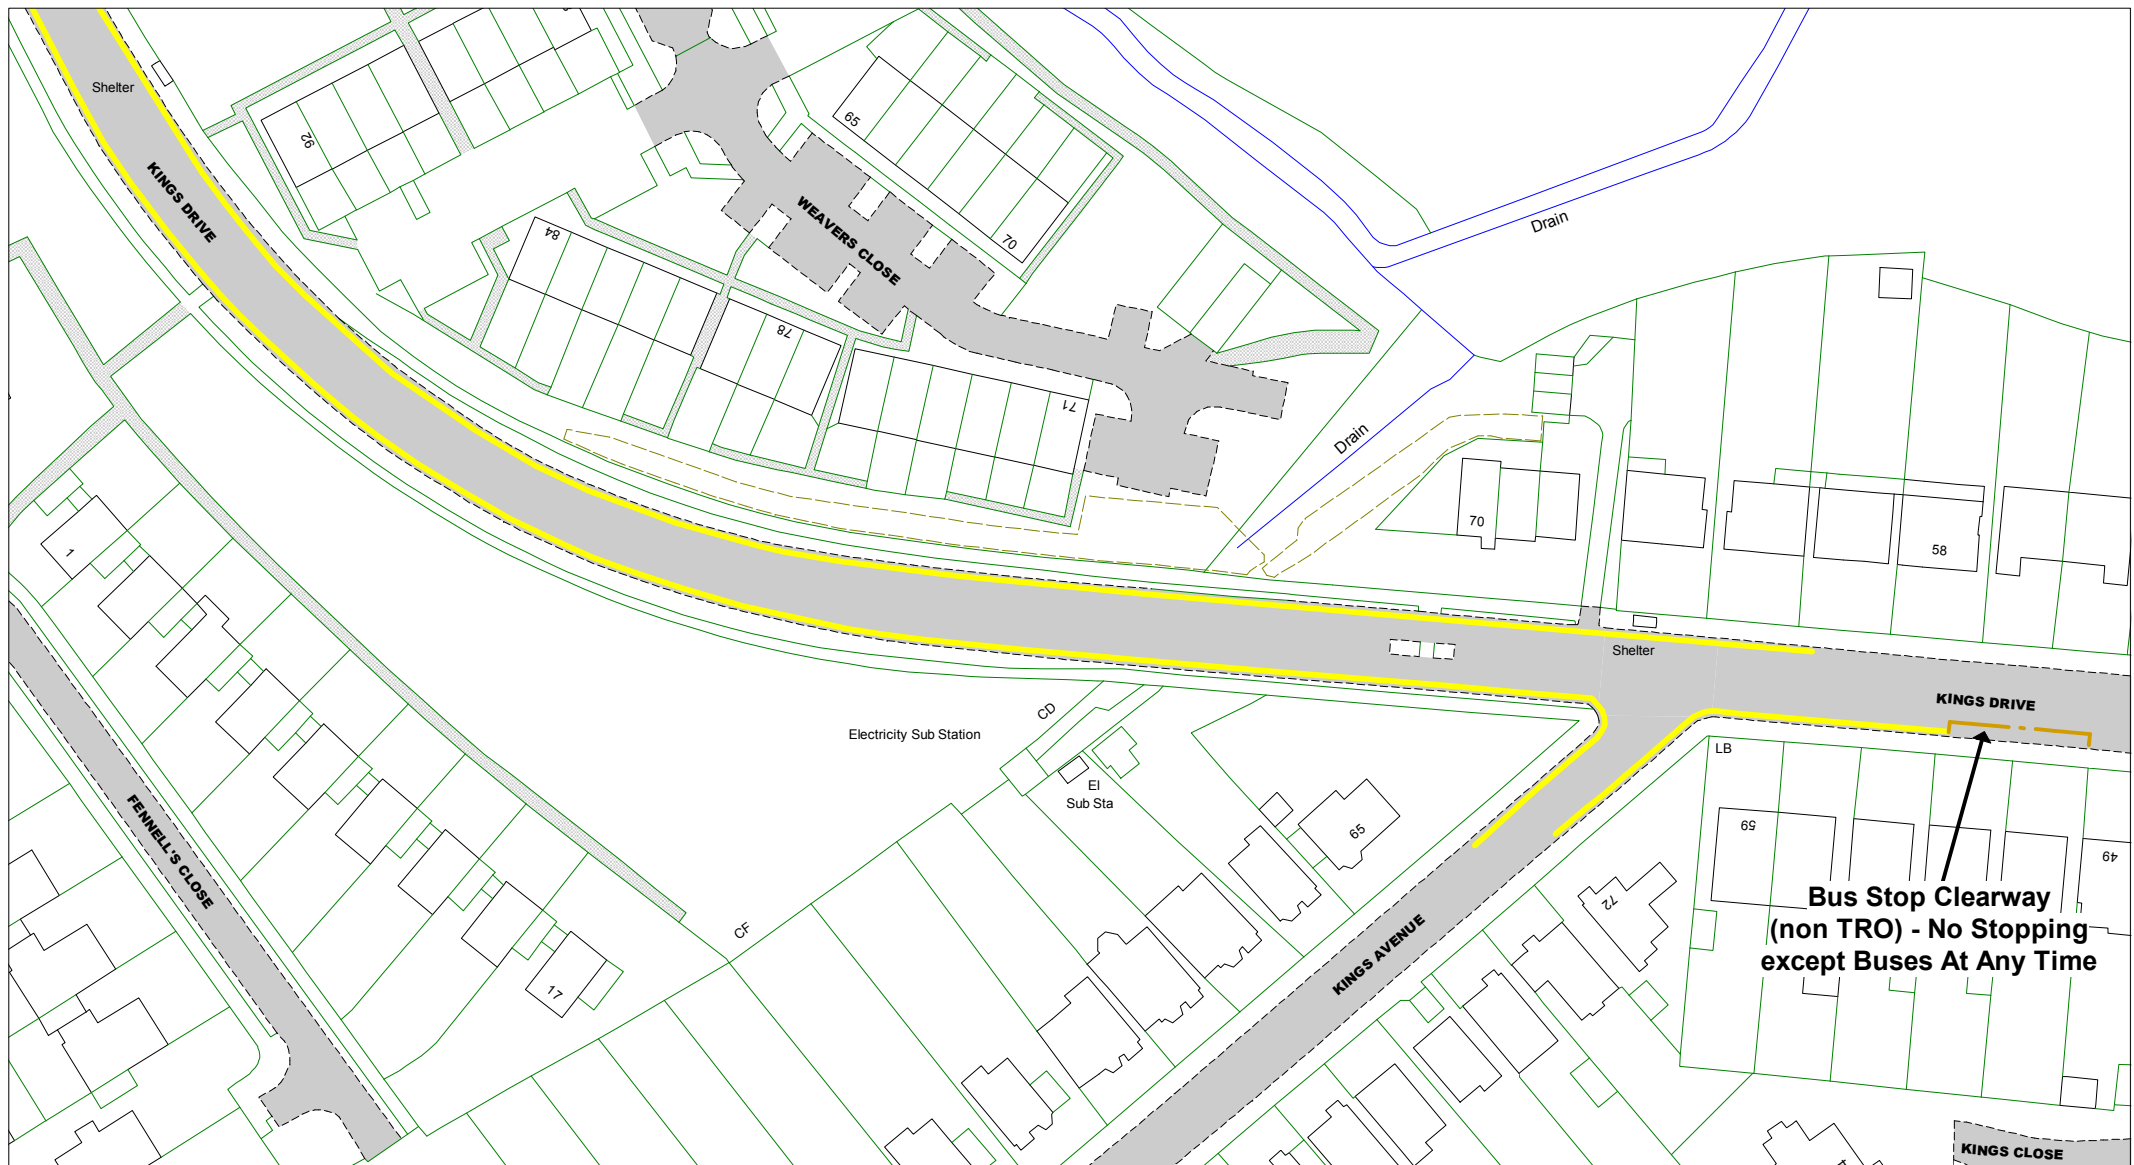 Shelter
92
KINGS DRIVE
65
WEAVERS CLOSE
70
84
78
71
Drain
Drain
70
58
1
Shelter
KINGS DRIVE
CD
Electricity Sub Station
El
Sub Sta
LB
65
59
49
FENNELL'S CLOSE
72
Bus Stop Clearway
(non TRO) - No Stopping
except Buses At Any Time
CF
KINGS AVENUE
17
KINGS CLOSE